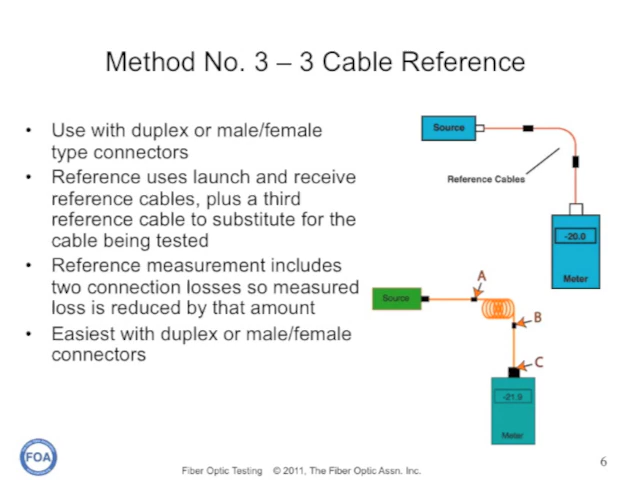 Method No. 3 – 3 Cable Reference
• Use with duplex or male/female
type connectors
• Reference uses launch and receive
reference cables, plus a third
reference cable to substitute for the
cable being tested
• Reference measurement includes
two connection losses so measured
loss is reduced by that amount
• Easiest with duplex or male/female
connectors
Source
Reference Cables
-20.0
Meter
A
Source
B
C
-21.9
Meter
FOA
Fiber Optic Testing © 2011, The Fiber Optic Assn. Inc.
6